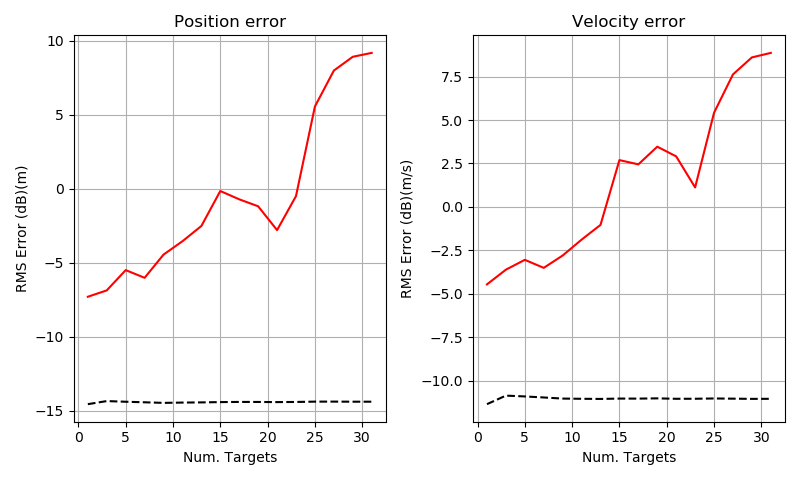 Position error
10
5
0
−5
−10
−15
RMS Error (dB)(m)
0 5 10 15 20 25 30
Num. Targets
Velocity error
7.5
5.0
2.5
0.0
−2.5
−5.0
−7.5
−10.0
RMS Error (dB)(m/s)
0 5 10 15 20 25 30
Num. Targets